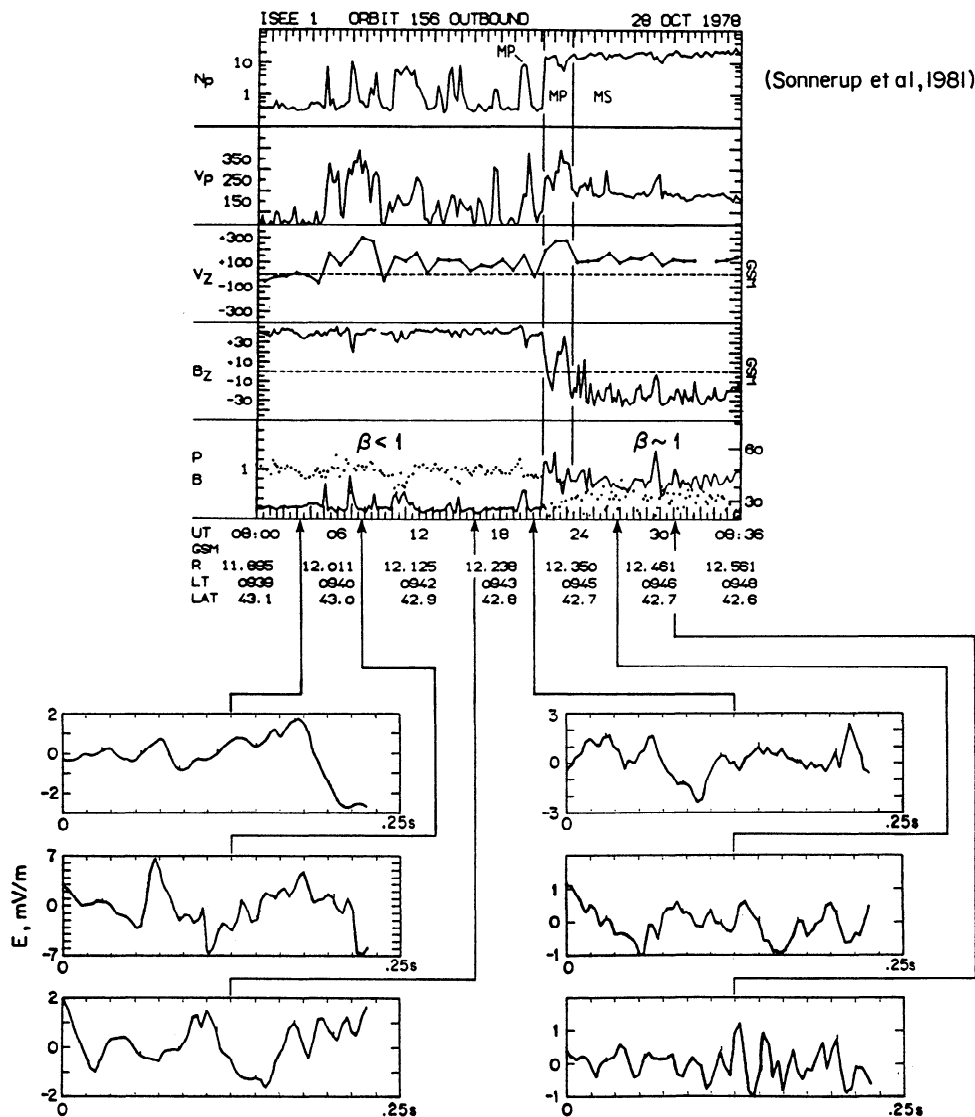 ISEE 1 ORBIT 156 OUTBOUND 28 OCT 1978
(Sonnerup et al, 1981)
Np
10
1
MP
MP
MS
Vp
350
250
150
Vz
+300
+100
-100
-300
GSM
Bz
+30
+10
-10
-30
GSM
P
B
1
β < 1
β ~ 1
60
30
UT 08:00 06 12 18 24 30 08:36
GSM
R 11.895 12.011 12.125 12.238 12.350 12.461 12.561
LT 0939 0940 0942 0943 0945 0946 0948
LAT 43.1 43.0 42.9 42.8 42.7 42.7 42.6
2
0
-2
0 .25s
3
0
-3
0 .25s
E, mV/m
7
0
-7
0 .25s
1
0
-1
0 .25s
2
0
-2
0 .25s
1
0
-1
0 .25s